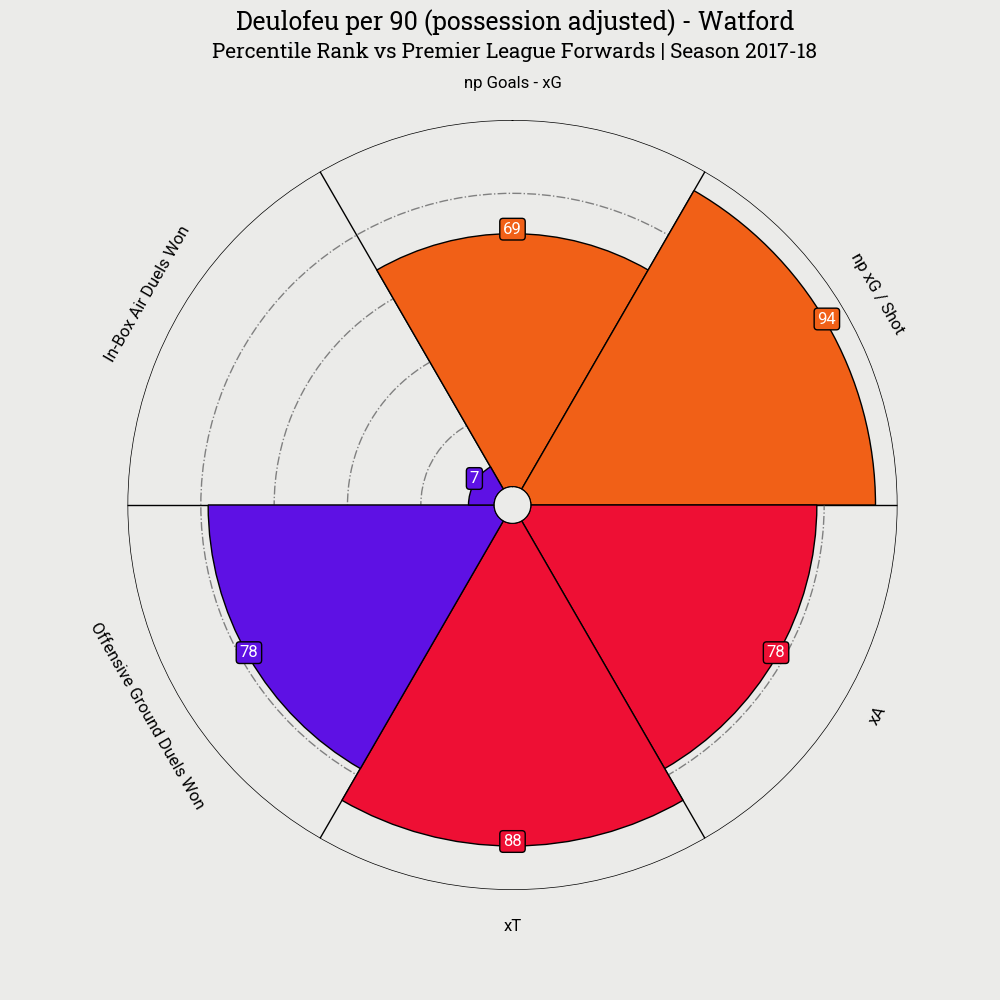 Deulofeu per 90 (possession adjusted) - Watford
Percentile Rank vs Premier League Forwards | Season 2017-18
np Goals - xG
69
np xG / Shot
94
In-Box Air Duels Won
7
Offensive Ground Duels Won
78
xA
78
88
xT